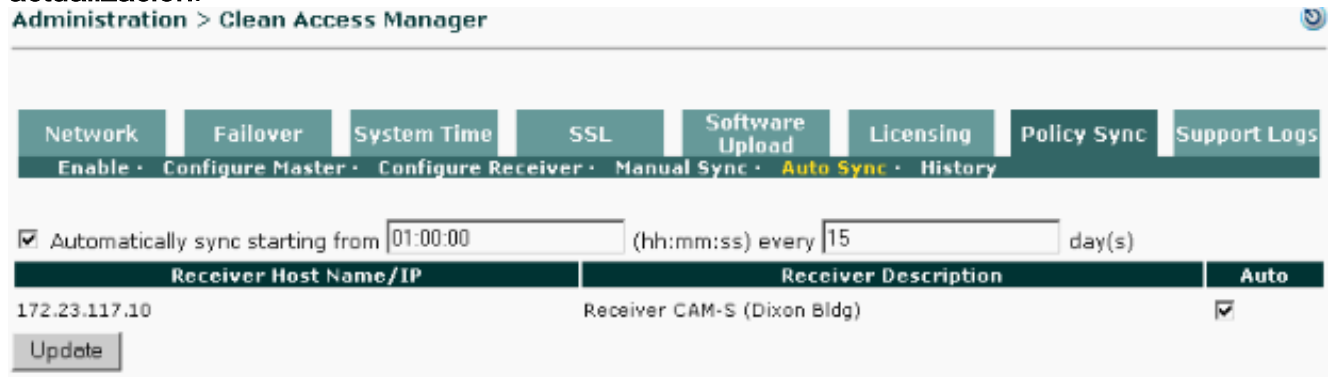 actualización.
Administration > Clean Access Manager
Network Failover System Time SSL Software Upload Licensing Policy Sync Support Logs
Enable · Configure Master · Configure Receiver · Manual Sync · Auto Sync · History
Automatically sync starting from 01:00:00 (hh:mm:ss) every 15 day(s)
Receiver Host Name/IP Receiver Description Auto
172.23.117.10 Receiver CAM-S (Dixon Bldg)
Update